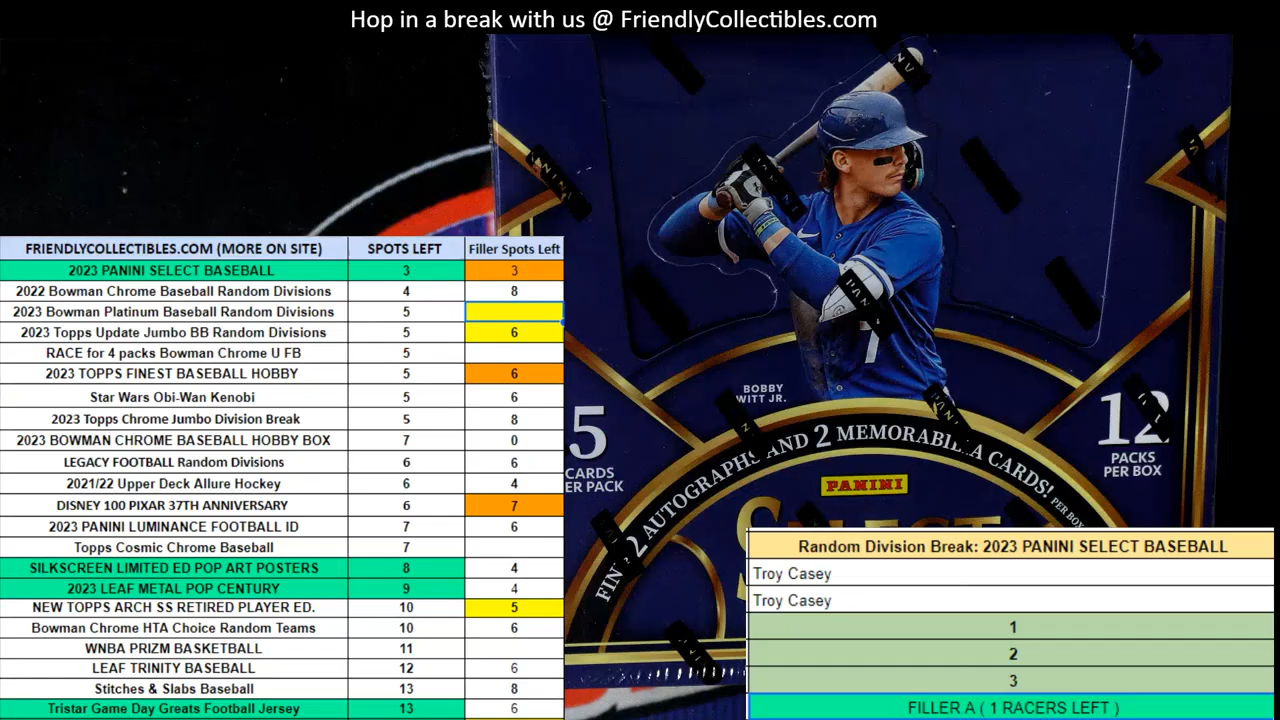 Hop in a break with us @ FriendlyCollectibles.com
FRIENDLYCOLLECTIBLES.COM (MORE ON SITE) SPOTS LEFT Filler Spots Left
2023 PANINI SELECT BASEBALL 3 3
2022 Bowman Chrome Baseball Random Divisions 4 8
2023 Bowman Platinum Baseball Random Divisions 5
2023 Topps Update Jumbo BB Random Divisions 5 6
RACE for 4 packs Bowman Chrome U FB 5
2023 TOPPS FINEST BASEBALL HOBBY 5 6
Star Wars Obi-Wan Kenobi 5 6
2023 Topps Chrome Jumbo Division Break 5 8
2023 BOWMAN CHROME BASEBALL HOBBY BOX 7 0
LEGACY FOOTBALL Random Divisions 6 6
2021/22 Upper Deck Allure Hockey 6 4
DISNEY 100 PIXAR 37TH ANNIVERSARY 6 7
2023 PANINI LUMINANCE FOOTBALL ID 7 6
Topps Cosmic Chrome Baseball 7
SILKSCREEN LIMITED ED POP ART POSTERS 8 4
2023 LEAF METAL POP CENTURY 9 4
NEW TOPPS ARCH SS RETIRED PLAYER ED. 10 5
Bowman Chrome HTA Choice Random Teams 10 6
WNBA PRIZM BASKETBALL 11
LEAF TRINITY BASEBALL 12 6
Stitches & Slabs Baseball 13 8
Tristar Game Day Greats Football Jersey 13 6
BOBBY
WITT JR.
5
CARDS
ER PACK
12
PACKS
PER BOX
FIND 2 AUTOGRAPHS AND 2 MEMORABILIA CARDS! PER BOX
PANINI
SELECT
Random Division Break: 2023 PANINI SELECT BASEBALL
Troy Casey
Troy Casey
1
2
3
FILLER A ( 1 RACERS LEFT )